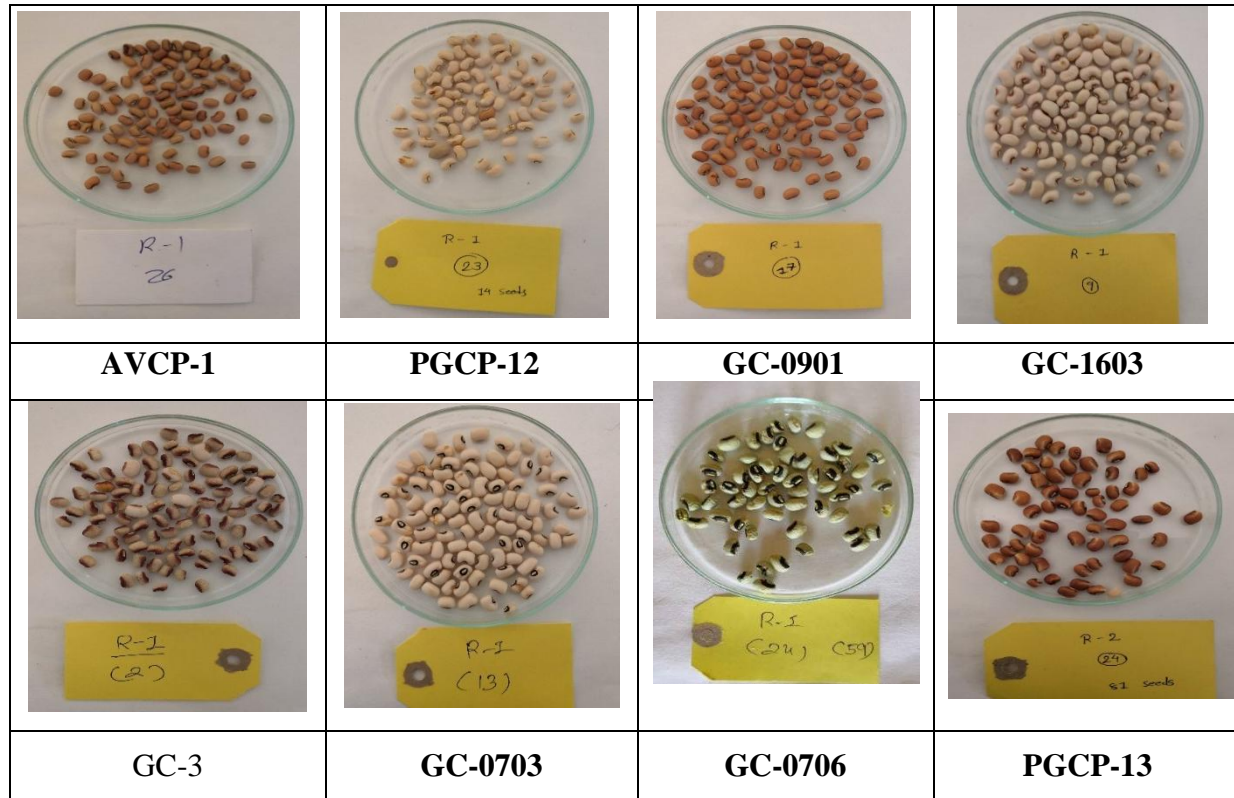 R-1
26
R-1
23
14 seeds
R-1
17
R-1
9
AVCP-1
PGCP-12
GC-0901
GC-1603
R-1
(2)
R-1
(13)
R-1
(24) (59)
R-2
24
81 seeds
GC-3
GC-0703
GC-0706
PGCP-13